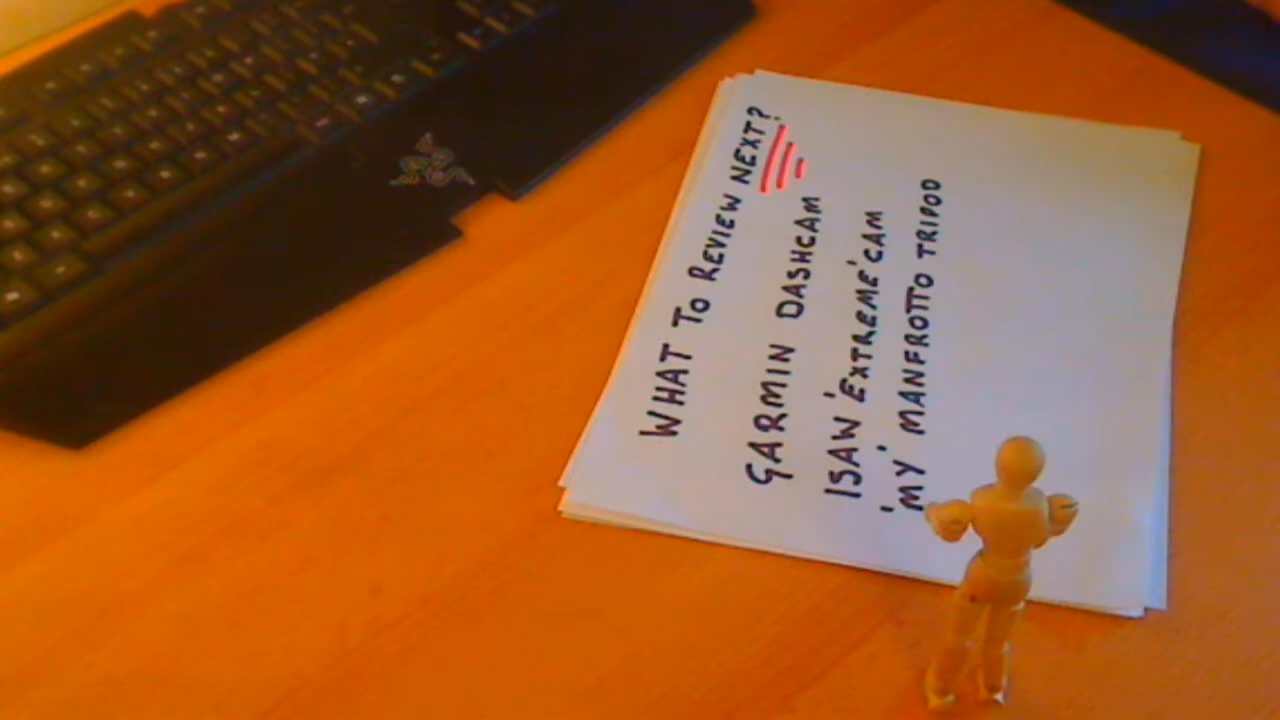 WHAT TO REVIEW NEXT?
GARMIN DASHCAM
ISAW 'EXTREME' CAM
'MY' MANFROTTO TRIPOD